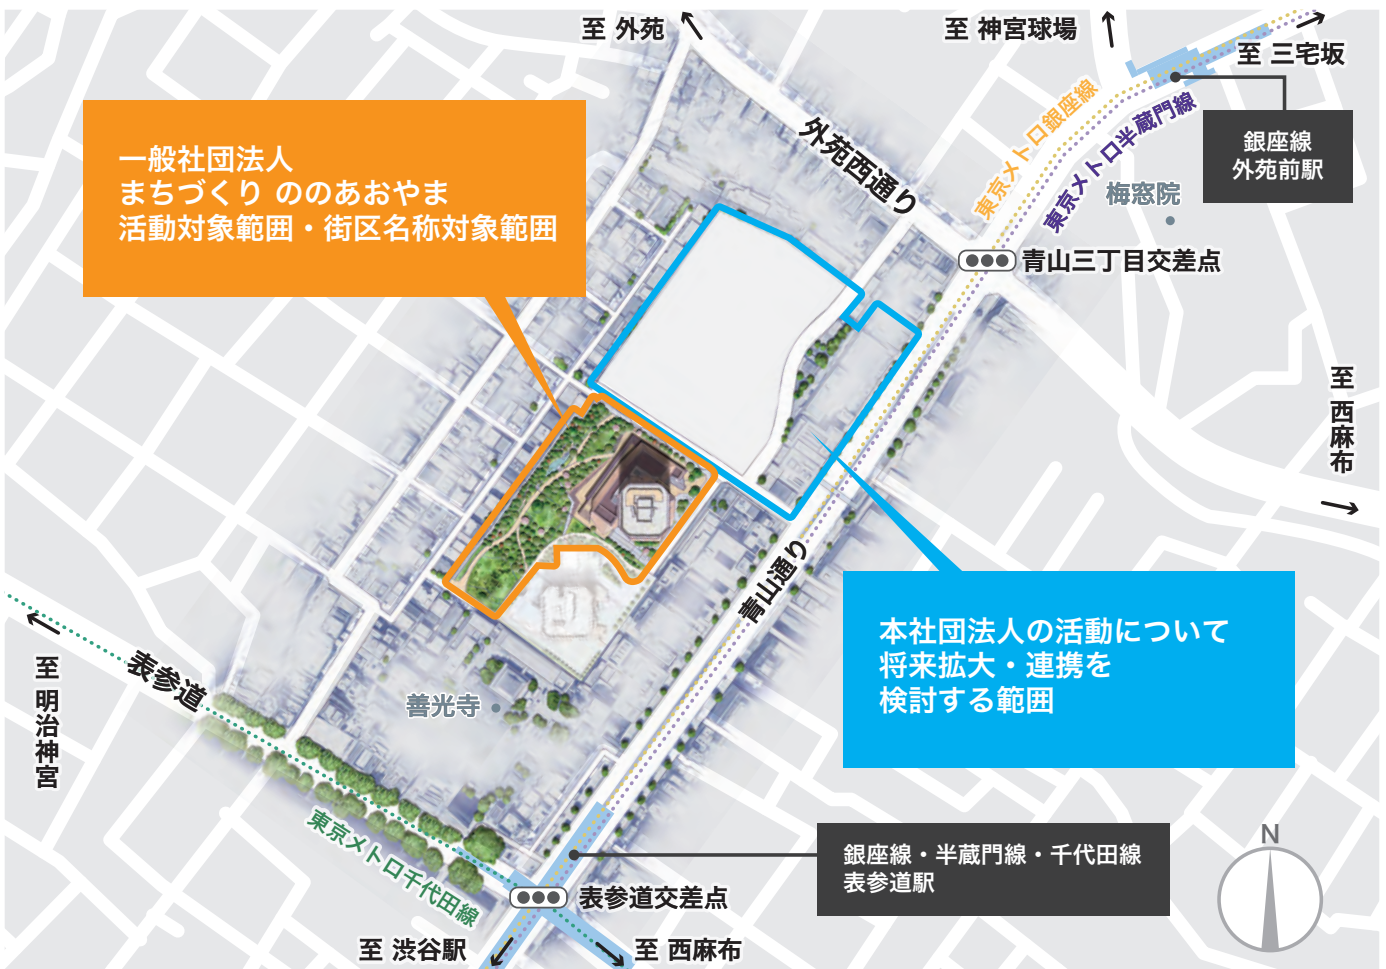 至 外苑
至 神宮球場
至 三宅坂
一般社団法人
まちづくり ののあおやま
活動対象範囲・街区名称対象範囲
外苑西通り
東京メトロ銀座線
東京メトロ半蔵門線
銀座線
外苑前駅
梅窓院
青山三丁目交差点
至 西麻布
青山通り
本社団法人の活動について
将来拡大・連携を
検討する範囲
至 明治神宮
表参道
善光寺
東京メトロ千代田線
銀座線・半蔵門線・千代田線
表参道駅
N
表参道交差点
至 渋谷駅
至 西麻布